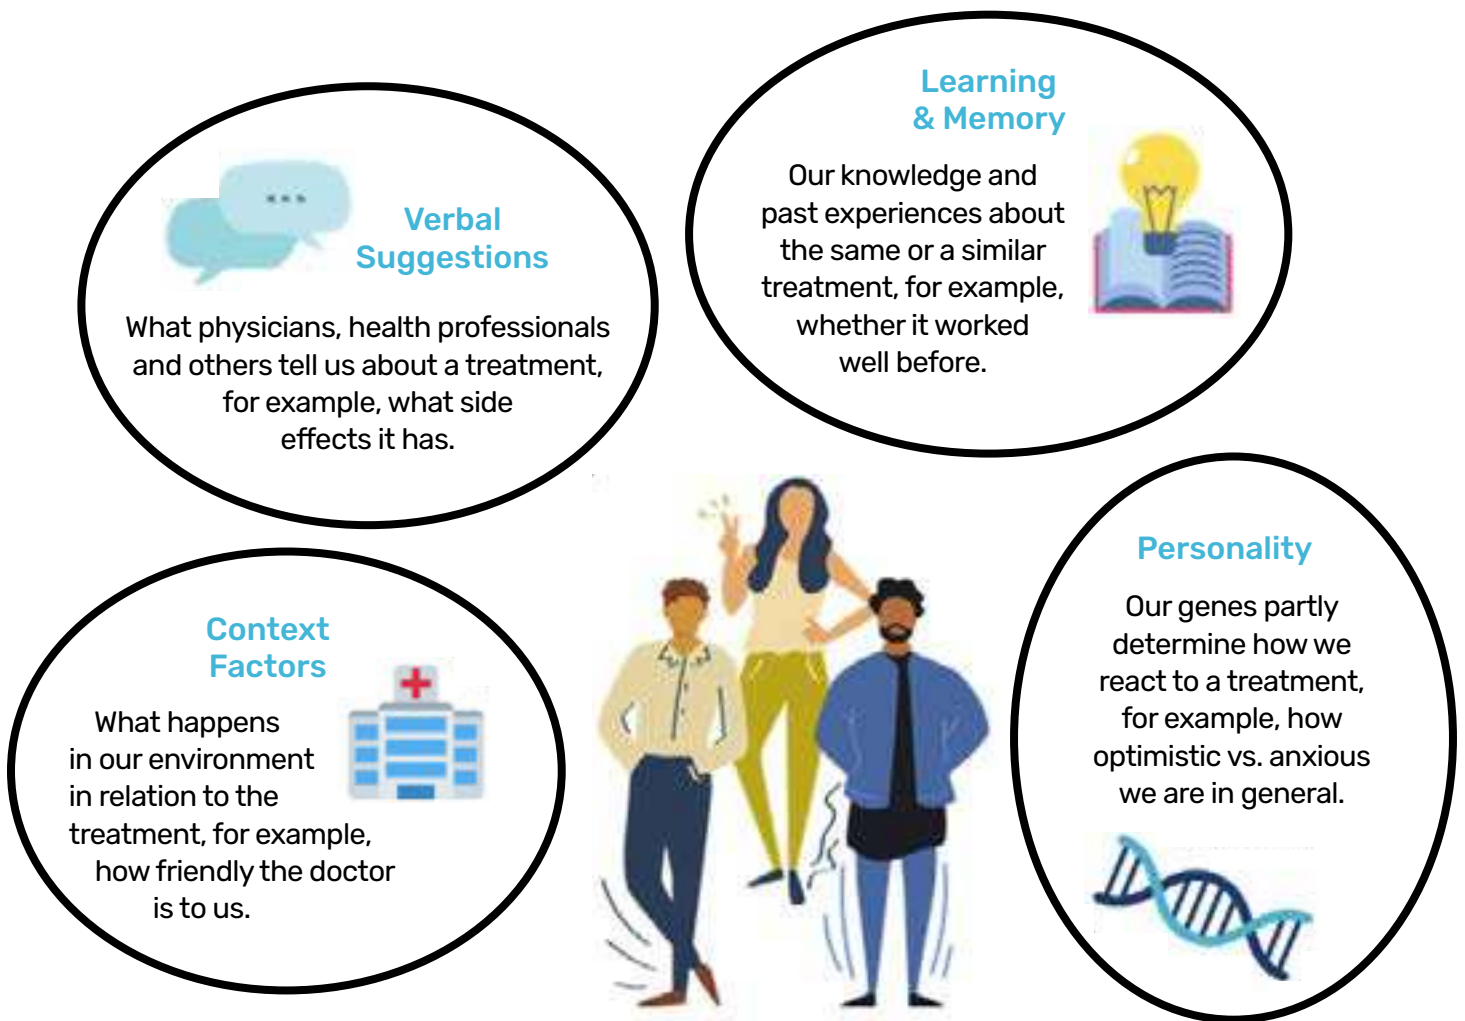 Verbal
Suggestions
What physicians, health professionals
and others tell us about a treatment,
for example, what side
effects it has.
Learning
& Memory
Our knowledge and
past experiences about
the same or a similar
treatment, for example,
whether it worked
well before.
Context
Factors
What happens
in our environment
in relation to the
treatment, for example,
how friendly the doctor
is to us.
Personality
Our genes partly
determine how we
react to a treatment,
for example, how
optimistic vs. anxious
we are in general.